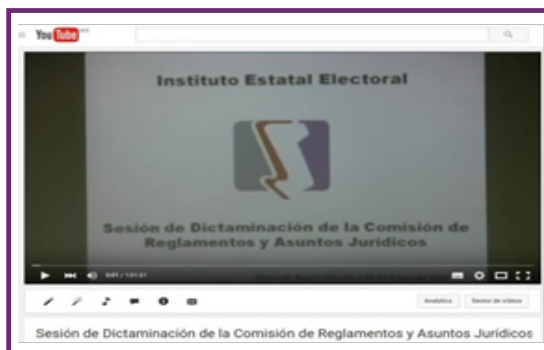 YouTube
Instituto Estatal Electoral
Sesión de Dictaminación de la Comisión de
Reglamentos y Asuntos Jurídicos
Analytics
Gestor de vídeos
Sesión de Dictaminación de la Comisión de Reglamentos y Asuntos Jurídicos